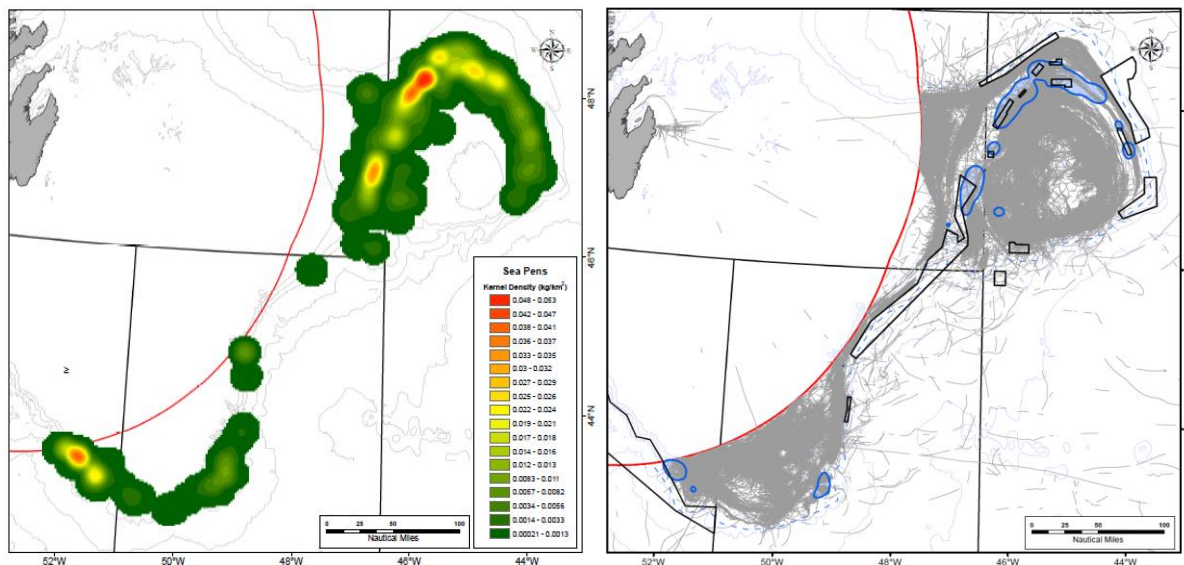 N
W E
S
48°N
46°N
44°N
IV
Sea Pens
Kernel Density (kg/km²)
0.048 - 0.053
0.042 - 0.047
0.038 - 0.041
0.036 - 0.037
0.033 - 0.035
0.03 - 0.032
0.027 - 0.029
0.025 - 0.026
0.022 - 0.024
0.019 - 0.021
0.017 - 0.018
0.014 - 0.016
0.012 - 0.013
0.0083 - 0.011
0.0057 - 0.0082
0.0034 - 0.0056
0.0014 - 0.0033
0.00021 - 0.0013
0 25 50 100
Nautical Miles
52°W
50°W
48°W
46°W
44°W
N
W E
S
48°N
46°N
44°N
0 25 50 100
Nautical Miles
52°W
50°W
48°W
46°W
44°W